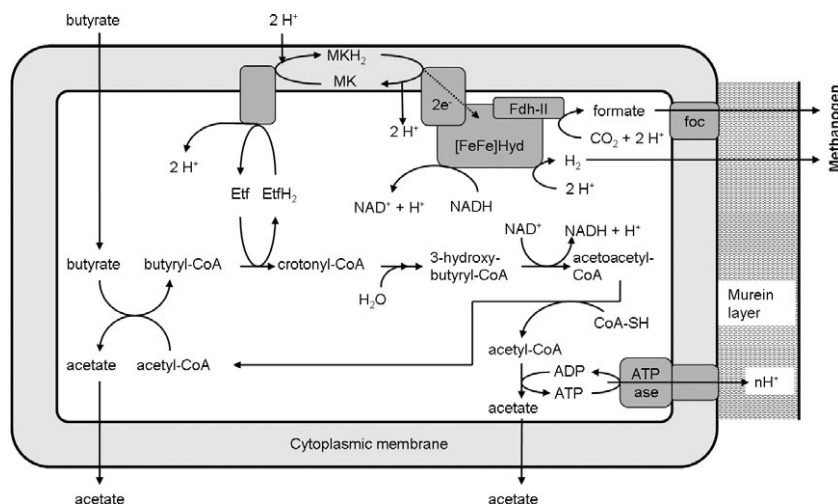 butyrate
2 H⁺
MKH₂
MK
2e⁻
2 H⁺
Fdh-II
formate
foc
Methanogen
CO₂ + 2 H⁺
[FeFe]Hyd
H₂
2 H⁺
2 H⁺
Etf
EtfH₂
NAD⁺ + H⁺
NADH
NAD⁺
NADH + H⁺
butyrate
butyryl-CoA
crotonyl-CoA
H₂O
3-hydroxy-
butyryl-CoA
acetoacetyl-
CoA
Murein
layer
CoA-SH
acetate
acetyl-CoA
acetyl-CoA
ADP
ATP
ATP
ase
nH⁺
acetate
Cytoplasmic membrane
acetate
acetate